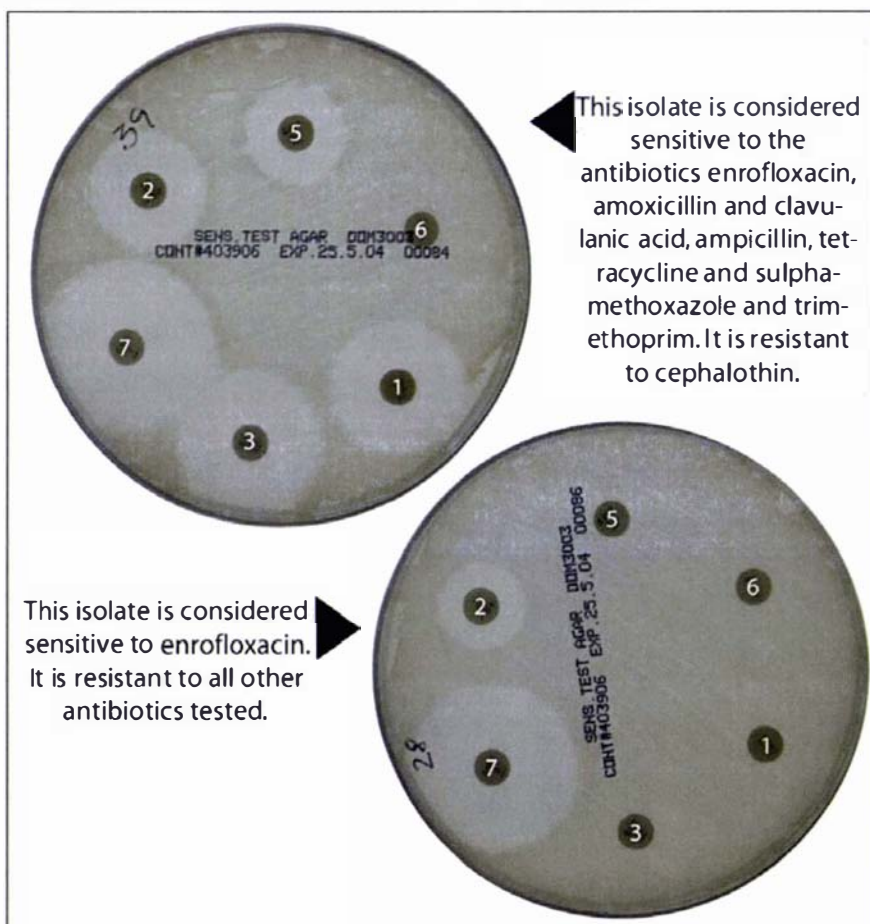 39
5
2
6
SENS.TEST AGAR DOM3003
CONT#403906 EXP.25.5.04 00084
7
1
3
This isolate is considered
sensitive to the
antibiotics enrofloxacin,
amoxicillin and clavu-
lanic acid, ampicillin, tet-
racycline and sulpha-
methoxazole and trim-
ethoprim. It is resistant
to cephalothin.
This isolate is considered
sensitive to enrofloxacin.
It is resistant to all other
antibiotics tested.
5
2
6
SENS.TEST AGAR DOM3003
CONT#403906 EXP.25.5.04 00086
28
7
1
3